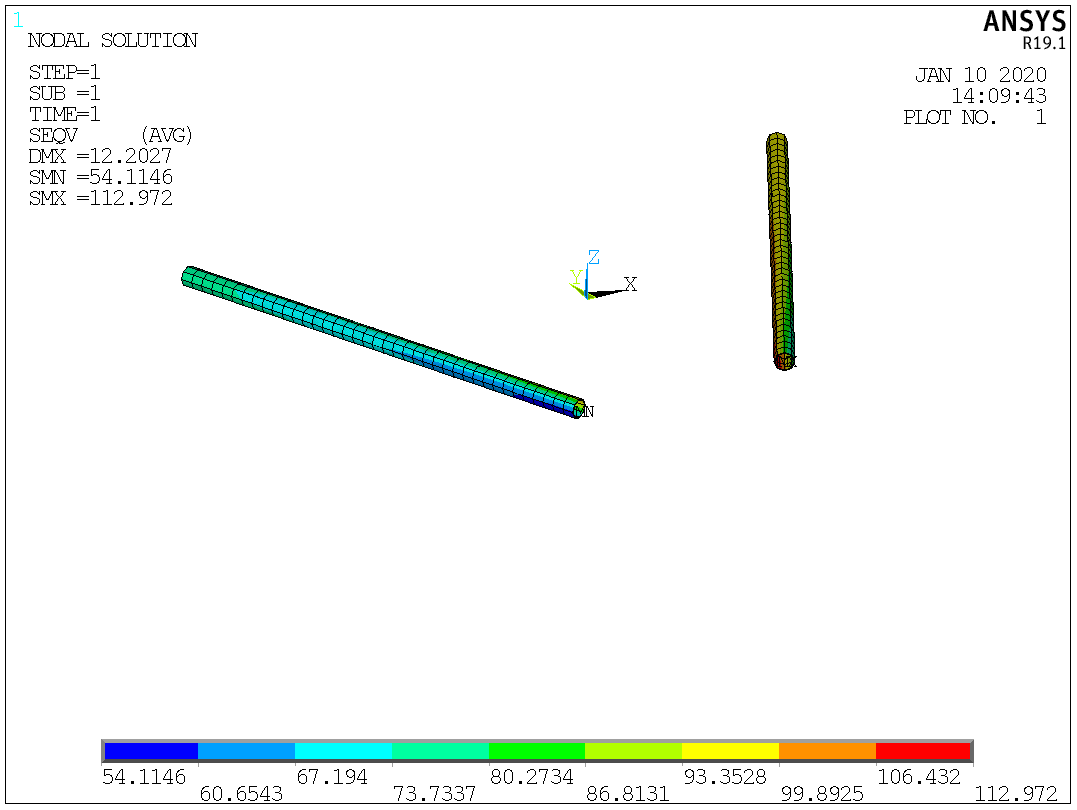 1
NODAL SOLUTION
STEP=1
SUB =1
TIME=1
SEQV (AVG)
DMX =12.2027
SMN =54.1146
SMX =112.972
ANSYS
R19.1
JAN 10 2020
14:09:43
PLOT NO. 1
Z
Y
X
MN
54.1146
60.6543
67.194
73.7337
80.2734
86.8131
93.3528
99.8925
106.432
112.972